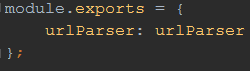 module.exports = {
    urlParser: urlParser
};